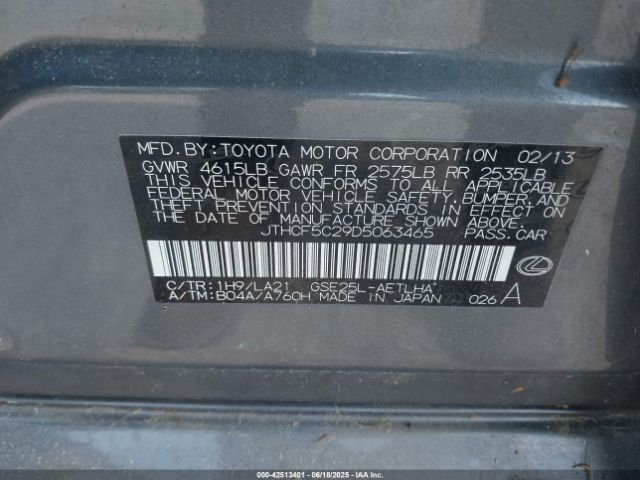 MFD.BY:TOYOTA MOTOR CORPORATION 02/13
GVWR 4615LB GAWR FR 2575LB RR 2535LB
THIS VEHICLE CONFORMS TO ALL APPLICABLE
FEDERAL MOTOR VEHICLE SAFETY, BUMPER, AND
THEFT PREVENTION STANDARDS IN EFFECT ON
THE DATE OF MANUFACTURE SHOWN ABOVE.
JTHCF5C29D5063465 PASS.CAR
C/TR:1H9/LA21 GSE25L-AETLHA
A/TM:B04A/A760H MADE IN JAPAN 026 A
000-42513401 - 06/18/2025 - © IAA Holdings, LLC